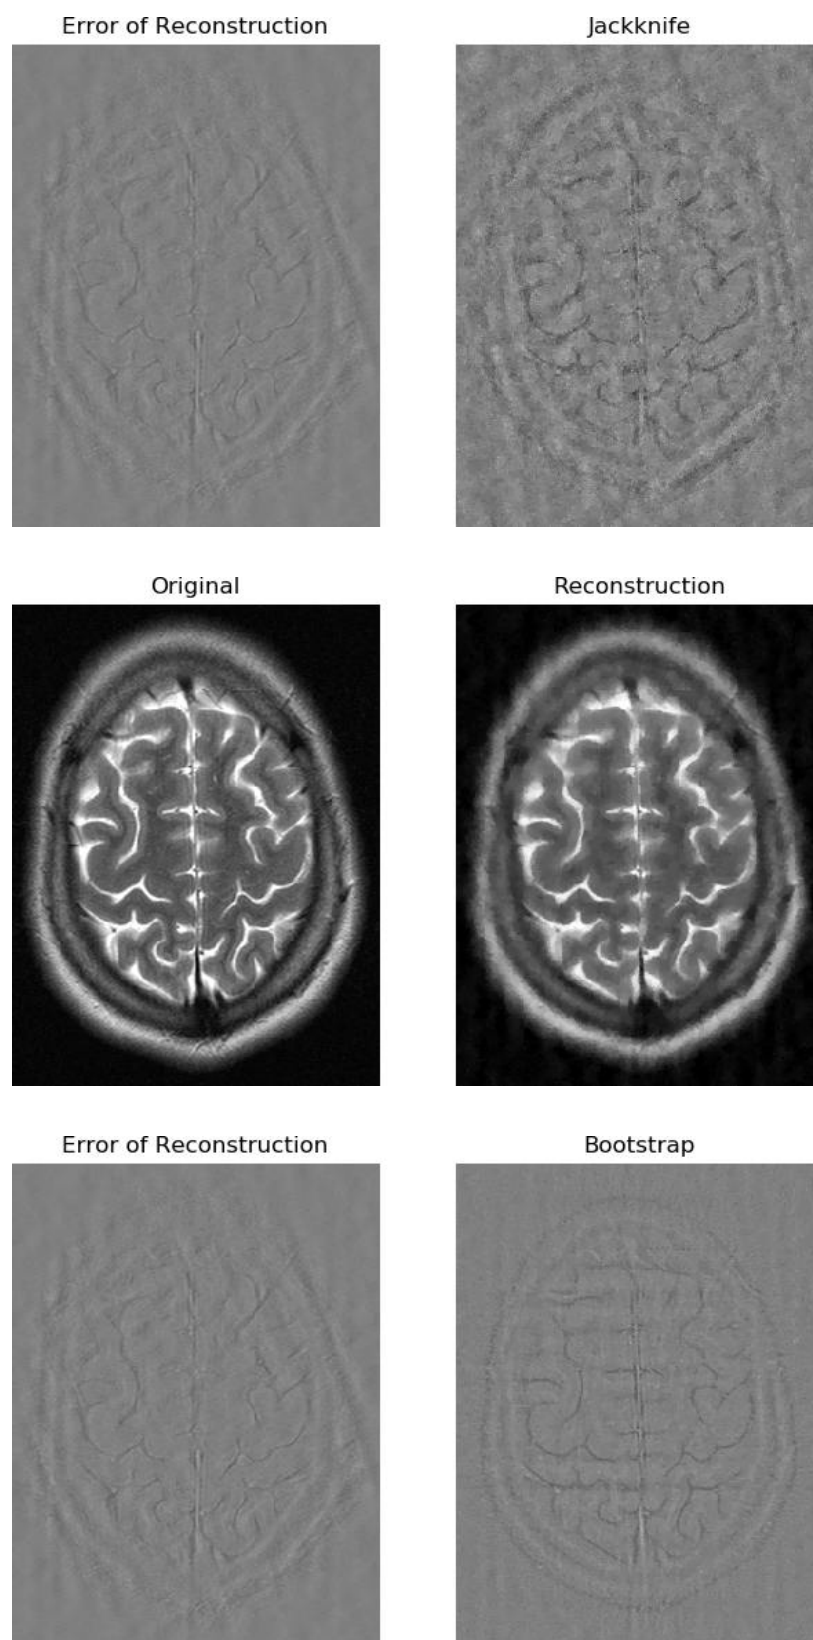 Error of Reconstruction
Jackknife
Original
Reconstruction
Error of Reconstruction
Bootstrap